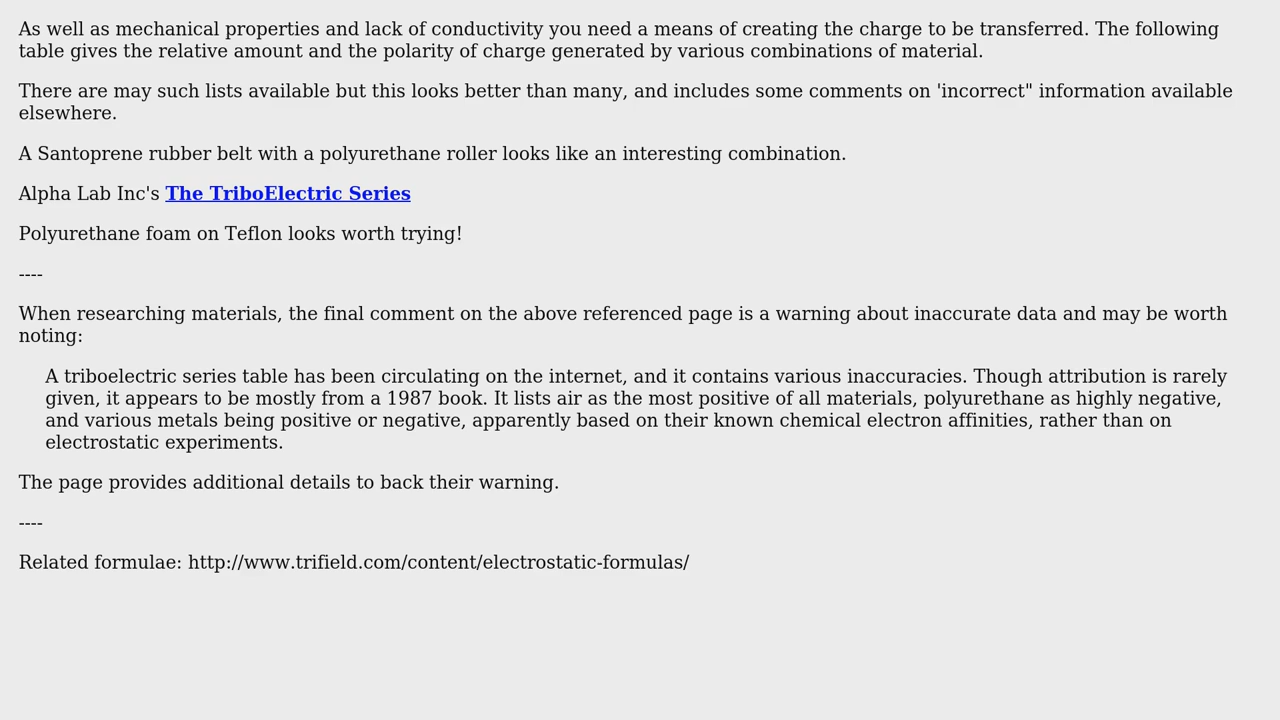 As well as mechanical properties and lack of conductivity you need a means of creating the charge to be transferred. The following
table gives the relative amount and the polarity of charge generated by various combinations of material.
There are may such lists available but this looks better than many, and includes some comments on 'incorrect" information available
elsewhere.
A Santoprene rubber belt with a polyurethane roller looks like an interesting combination.
Alpha Lab Inc's The TriboElectric Series
Polyurethane foam on Teflon looks worth trying!
----
When researching materials, the final comment on the above referenced page is a warning about inaccurate data and may be worth
noting:
A triboelectric series table has been circulating on the internet, and it contains various inaccuracies. Though attribution is rarely
given, it appears to be mostly from a 1987 book. It lists air as the most positive of all materials, polyurethane as highly negative,
and various metals being positive or negative, apparently based on their known chemical electron affinities, rather than on
electrostatic experiments.
The page provides additional details to back their warning.
----
Related formulae: http://www.trifield.com/content/electrostatic-formulas/